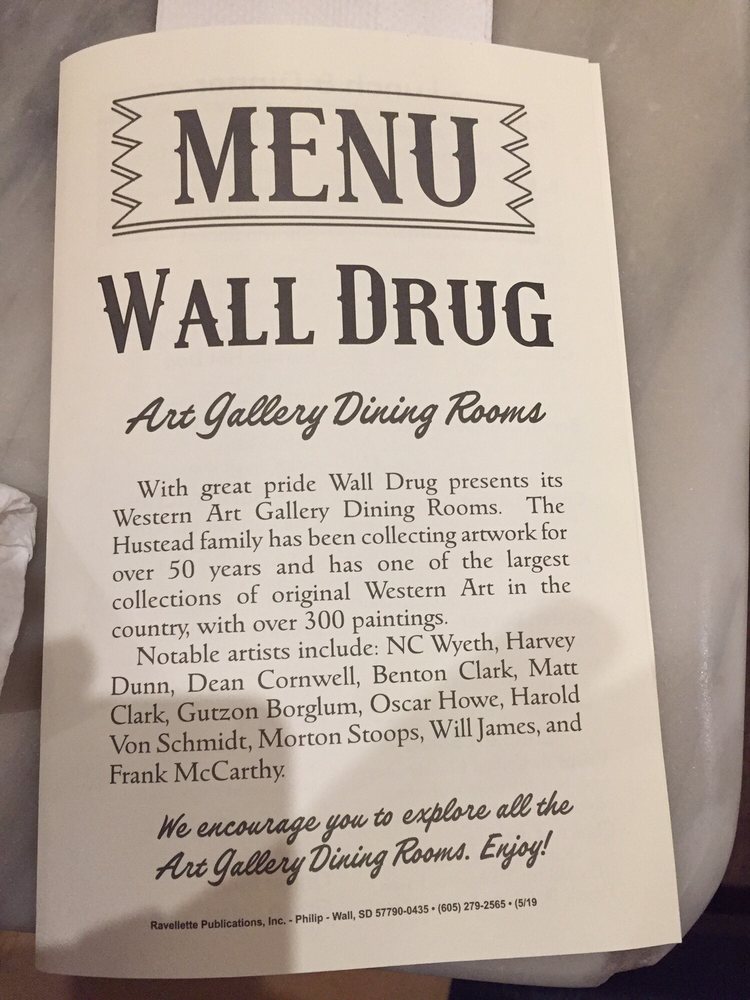 MENU
WALL DRUG
Art Gallery Dining Rooms
With great pride Wall Drug presents its
Western Art Gallery Dining Rooms. The
Hustead family has been collecting artwork for
over 50 years and has one of the largest
collections of original Western Art in the
country, with over 300 paintings.
Notable artists include: NC Wyeth, Harvey
Dunn, Dean Cornwell, Benton Clark, Matt
Clark, Gutzon Borglum, Oscar Howe, Harold
Von Schmidt, Morton Stoops, Will James, and
Frank McCarthy.
We encourage you to explore all the
Art Gallery Dining Rooms. Enjoy!
Ravellette Publications, Inc. - Philip - Wall, SD 57790-0435 • (605) 279-2565 • (5/19